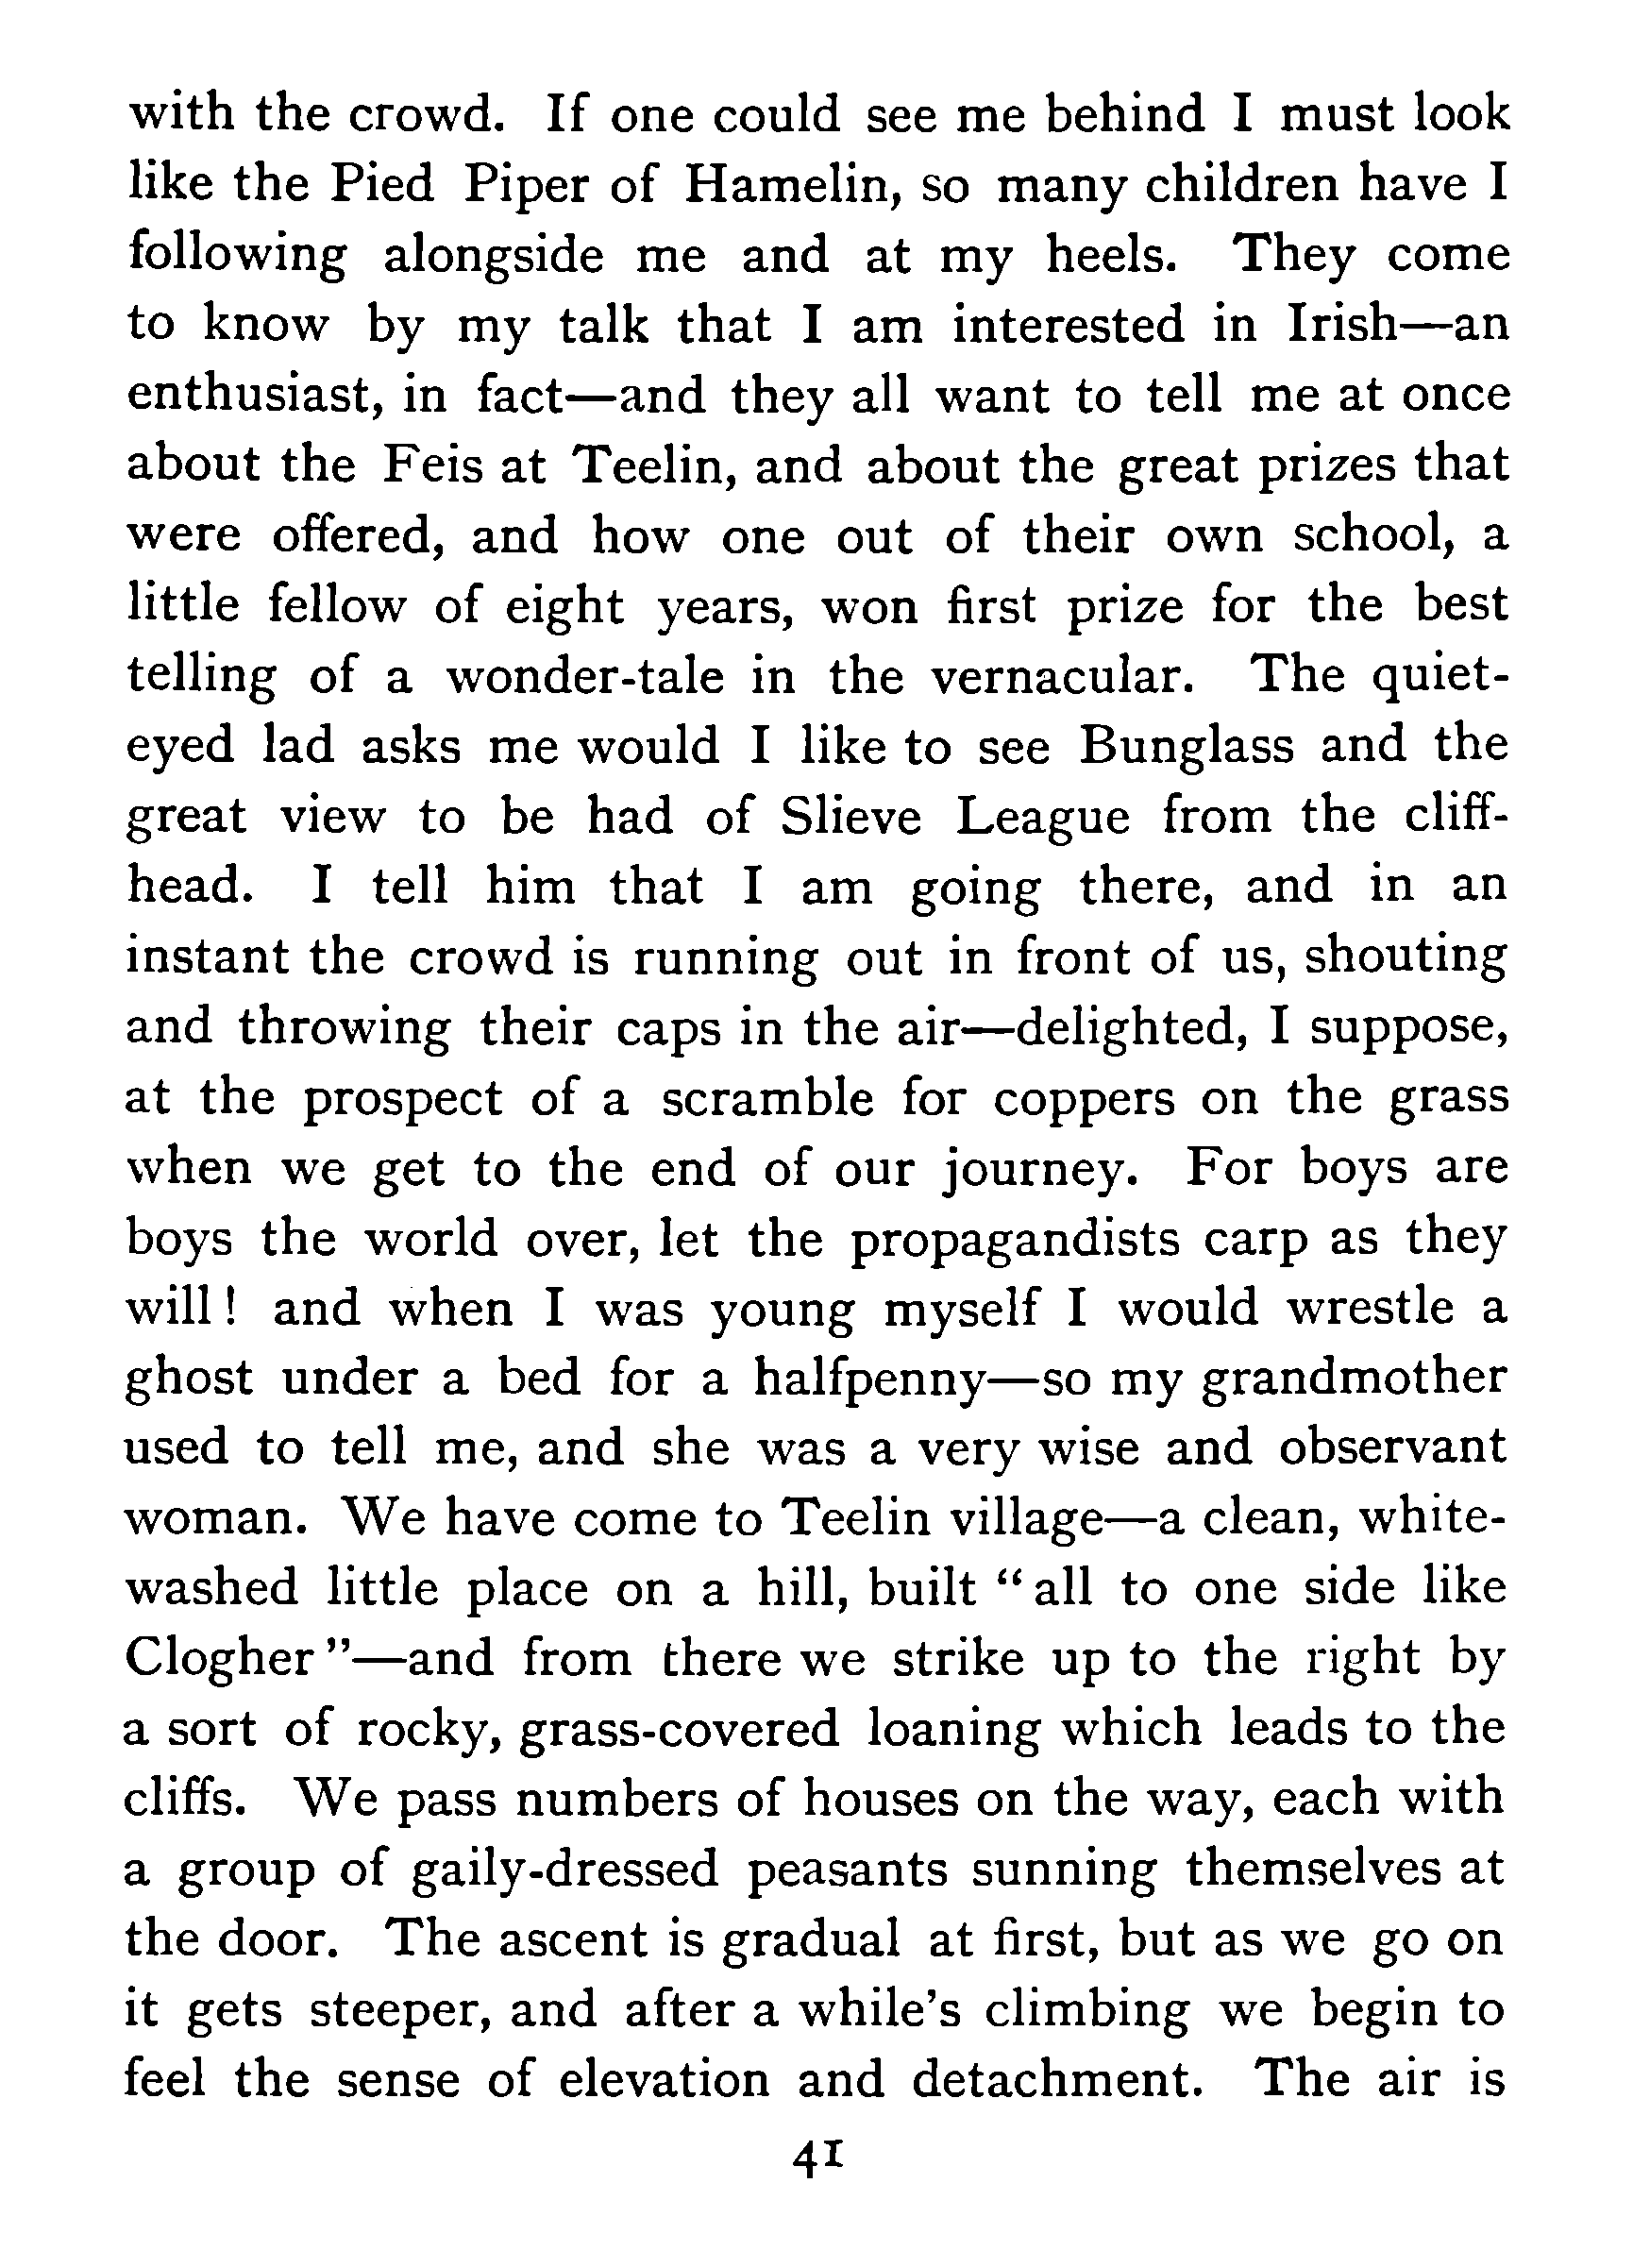 with the crowd. If one could see me behind I must look
like the Pied Piper of Hamelin, so many children have I
following alongside me and at my heels. They come
to know by my talk that I am interested in Irish—an
enthusiast, in fact—and they all want to tell me at once
about the Feis at Teelin, and about the great prizes that
were offered, and how one out of their own school, a
little fellow of eight years, won first prize for the best
telling of a wonder-tale in the vernacular. The quiet-
eyed lad asks me would I like to see Bunglass and the
great view to be had of Slieve League from the cliff-
head. I tell him that I am going there, and in an
instant the crowd is running out in front of us, shouting
and throwing their caps in the air—delighted, I suppose,
at the prospect of a scramble for coppers on the grass
when we get to the end of our journey. For boys are
boys the world over, let the propagandists carp as they
will! and when I was young myself I would wrestle a
ghost under a bed for a halfpenny—so my grandmother
used to tell me, and she was a very wise and observant
woman. We have come to Teelin village—a clean, white-
washed little place on a hill, built “all to one side like
Clogher”—and from there we strike up to the right by
a sort of rocky, grass-covered loaning which leads to the
cliffs. We pass numbers of houses on the way, each with
a group of gaily-dressed peasants sunning themselves at
the door. The ascent is gradual at first, but as we go on
it gets steeper, and after a while’s climbing we begin to
feel the sense of elevation and detachment. The air is
41